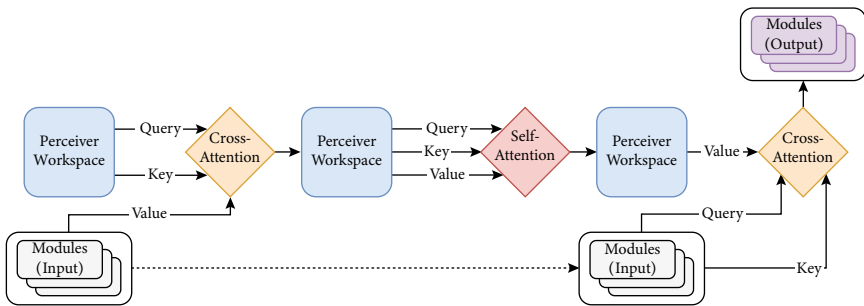 Modules
(Output)
Perceiver
Workspace
Query
Key
Value
Cross-
Attention
Perceiver
Workspace
Query
Key
Value
Self-
Attention
Perceiver
Workspace
Value
Cross-
Attention
Query
Key
Modules
(Input)
Modules
(Input)